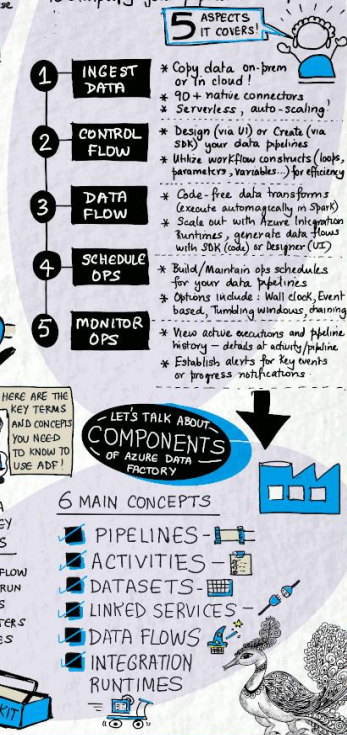 5 ASPECTS
IT COVERS!
1 INGEST
DATA
* Copy data on-prem
or in cloud!
* 90+ native connectors
* Serverless, auto-scaling!
2 CONTROL
FLOW
* Design (via UI) or Create (via
SDK) your data pipelines
* Utilize workflow constructs (loops,
parameters, variables...) for efficiency
3 DATA
FLOW
* Code-free data transforms
(execute automagically on Spark)
* Scale out with Azure Integration
Runtimes, generate data flows
with SDK (code) or Designer (UI)
4 SCHEDULE
OPS
* Build/Maintain ops schedules
for your data pipelines
* Options include: Wall clock, Event
based, Tumbling windows, chaining
5 MONITOR
OPS
* View active executions and pipeline
history - details at activity/pipeline
* Establish alerts for key events
or progress notifications
HERE ARE THE
KEY TERMS
AND CONCEPTS
YOU NEED
TO KNOW TO
USE ADF!
LET'S TALK ABOUT
COMPONENTS
OF AZURE DATA
FACTORY
6 MAIN CONCEPTS
PIPELINES -
ACTIVITIES -
DATASETS -
LINKED SERVICES -
DATA FLOWS
INTEGRATION
RUNTIMES
FLOW
RUN
KIT